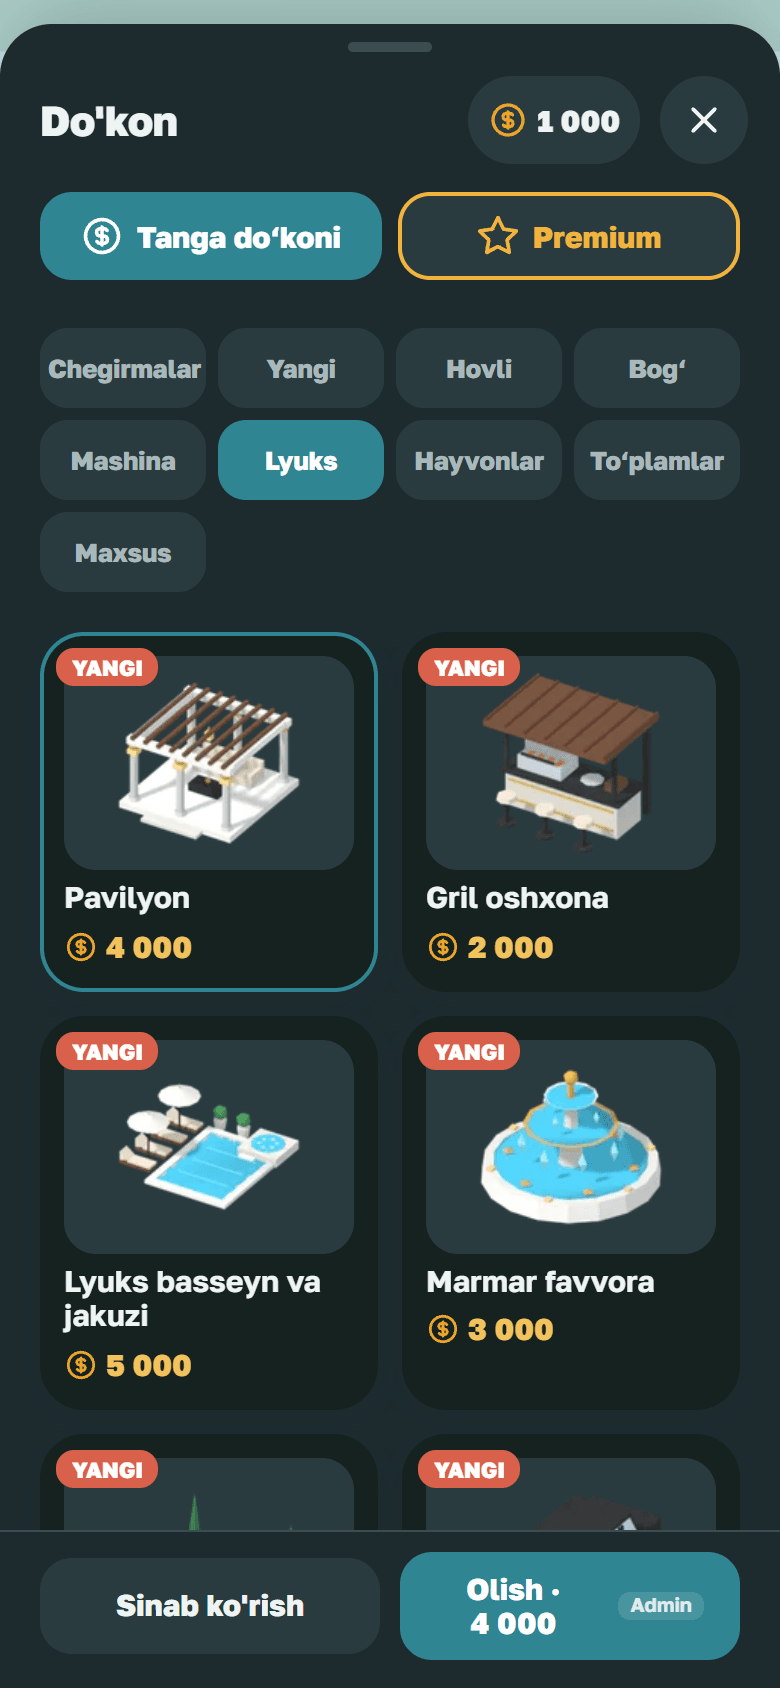 Do'kon
1 000
Tanga do‘koni
Premium
Chegirmalar
Yangi
Hovli
Bog‘
Mashina
Lyuks
Hayvonlar
To‘plamlar
Maxsus
YANGI
YANGI
Pavilyon
Gril oshxona
4 000
2 000
YANGI
YANGI
Lyuks basseyn va
jakuzi
Marmar favvora
5 000
3 000
YANGI
YANGI
Sinab ko'rish
Olish ·
4 000
Admin